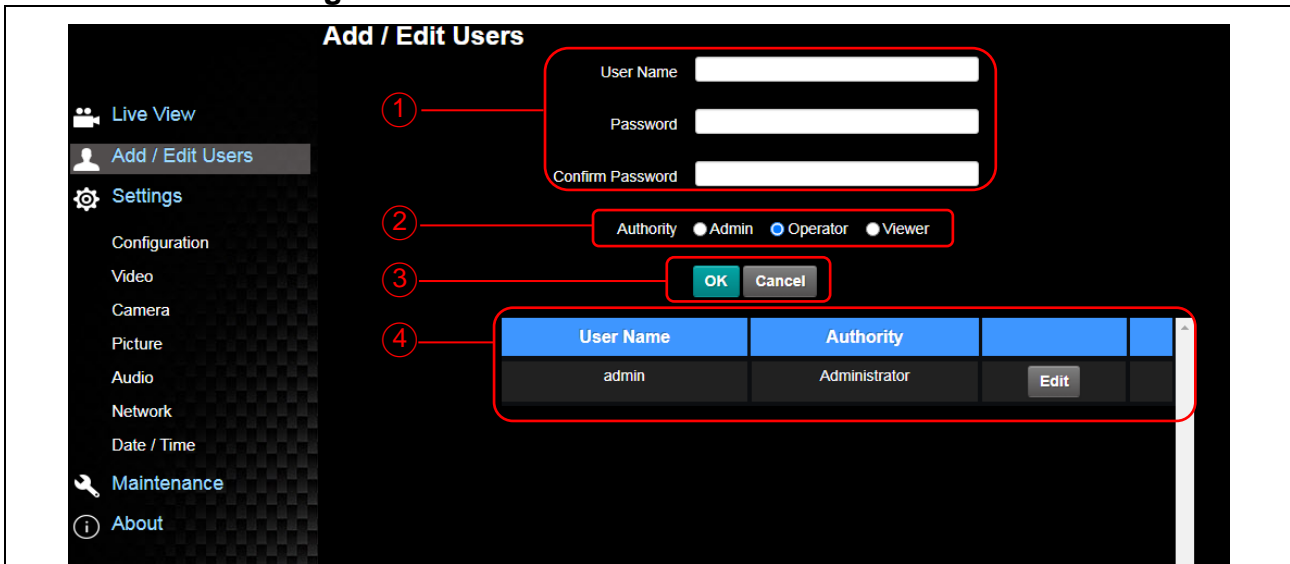 Add / Edit Users
User Name
Live View
1
Password
Add / Edit Users
Confirm Password
Settings
2
Authority Admin Operator Viewer
Configuration
Video
3
OK Cancel
Camera
Picture
4
User Name Authority
Audio
admin Administrator Edit
Network
Date / Time
Maintenance
About